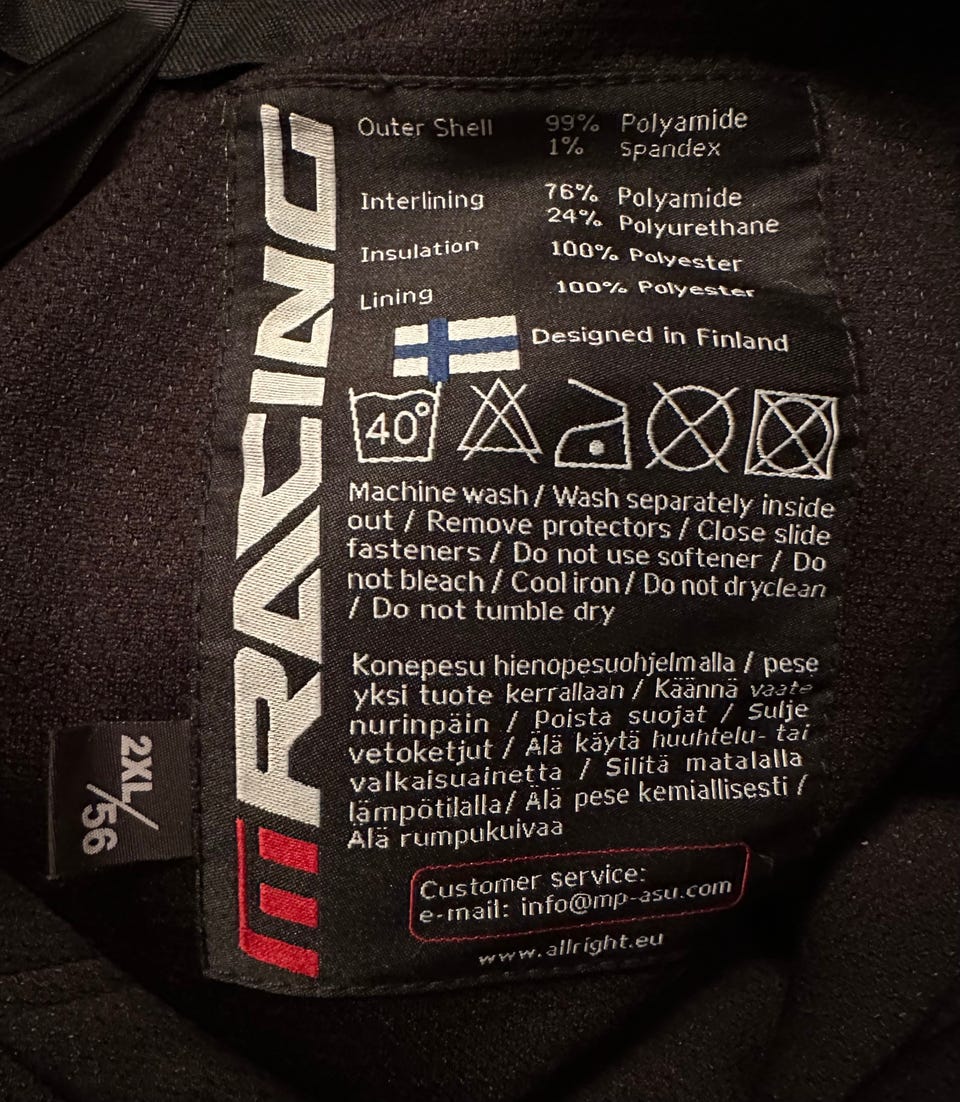 RACING
Outer Shell 99% Polyamide
1% Spandex
Interlining 76% Polyamide
24% Polyurethane
Insulation 100% Polyester
Lining 100% Polyester
Designed in Finland
40°
Machine wash / Wash separately inside
out / Remove protectors / Close slide
fasteners / Do not use softener / Do
not bleach / Cool iron / Do not dryclean
/ Do not tumble dry
Konepesu hienopesuohjelmalla / pese
yksi tuote kerrallaan / Käännä vaate
nurinpäin / Poista suojat / Sulje
vetoketjut / Älä käytä huuhtelu- tai
valkaisuainetta / Silitä matalalla
lämpötilalla/ Älä pese kemiallisesti /
Älä rumpukuivaa
Customer service:
e-mail: info@mp-asu.com
www.allright.eu
2XL/56